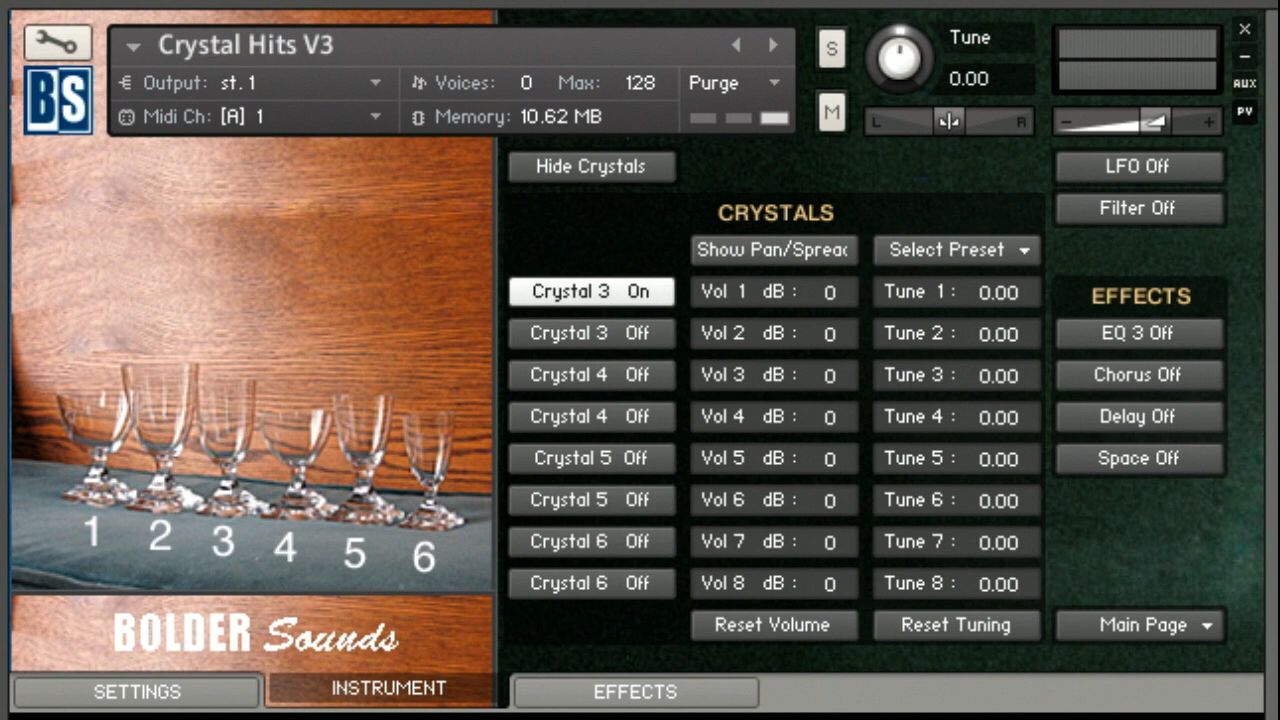 Crystal Hits V3
S
Tune
0.00
X
−
AUX
PV
BS
Output: st.1
Voices: 0 Max: 128
Purge
Midi Ch: [A] 1
Memory: 10.62 MB
M
L R
− +
Hide Crystals
LFO Off
CRYSTALS
Filter Off
Show Pan/Spread
Select Preset
Crystal 3 On
Vol 1 dB: 0
Tune 1: 0.00
EFFECTS
Crystal 3 Off
Vol 2 dB: 0
Tune 2: 0.00
EQ 3 Off
Crystal 4 Off
Vol 3 dB: 0
Tune 3: 0.00
Chorus Off
Crystal 4 Off
Vol 4 dB: 0
Tune 4: 0.00
Delay Off
Crystal 5 Off
Vol 5 dB: 0
Tune 5: 0.00
Space Off
Crystal 5 Off
Vol 6 dB: 0
Tune 6: 0.00
Crystal 6 Off
Vol 7 dB: 0
Tune 7: 0.00
Crystal 6 Off
Vol 8 dB: 0
Tune 8: 0.00
Reset Volume
Reset Tuning
Main Page
1 2 3 4 5 6
BOLDER Sounds
SETTINGS
INSTRUMENT
EFFECTS